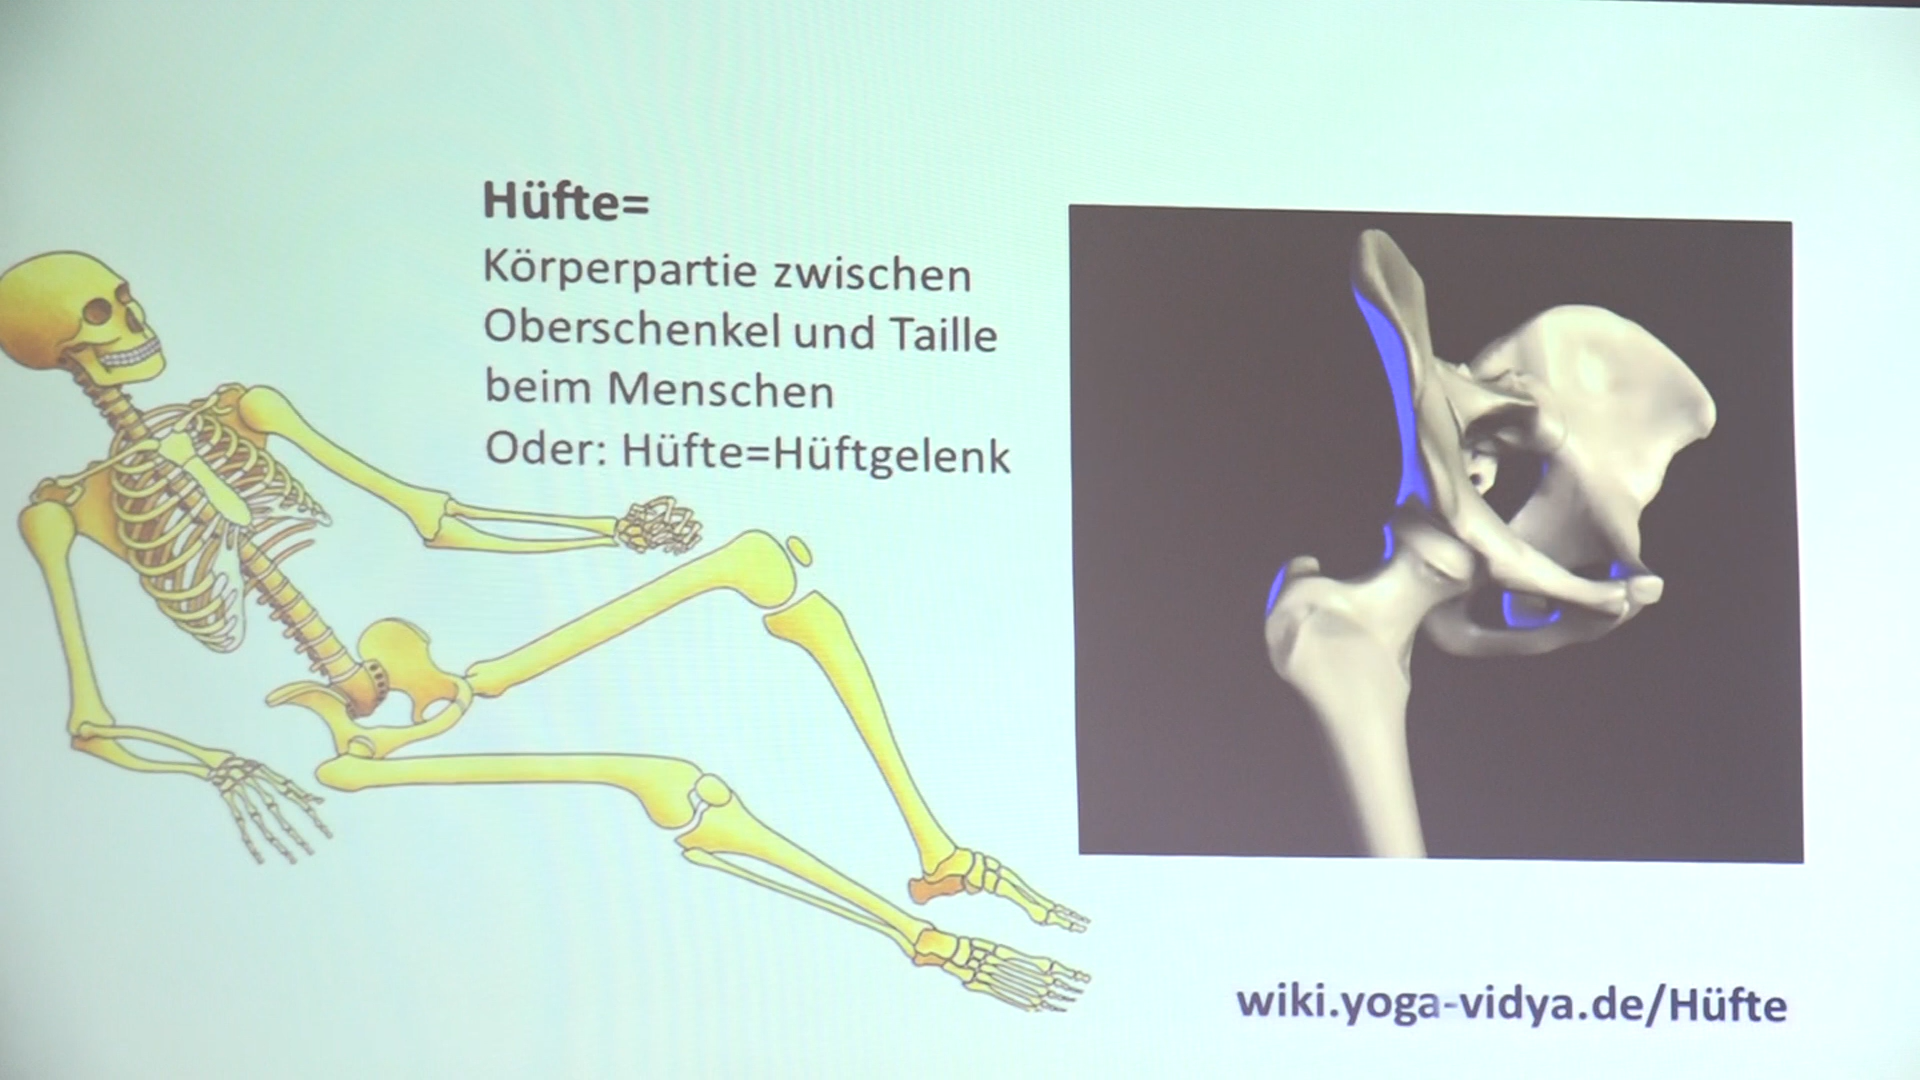 Hüfte=
Körperpartie zwischen
Oberschenkel und Taille
beim Menschen
Oder: Hüfte=Hüftgelenk
wiki.yoga-vidya.de/Hüfte